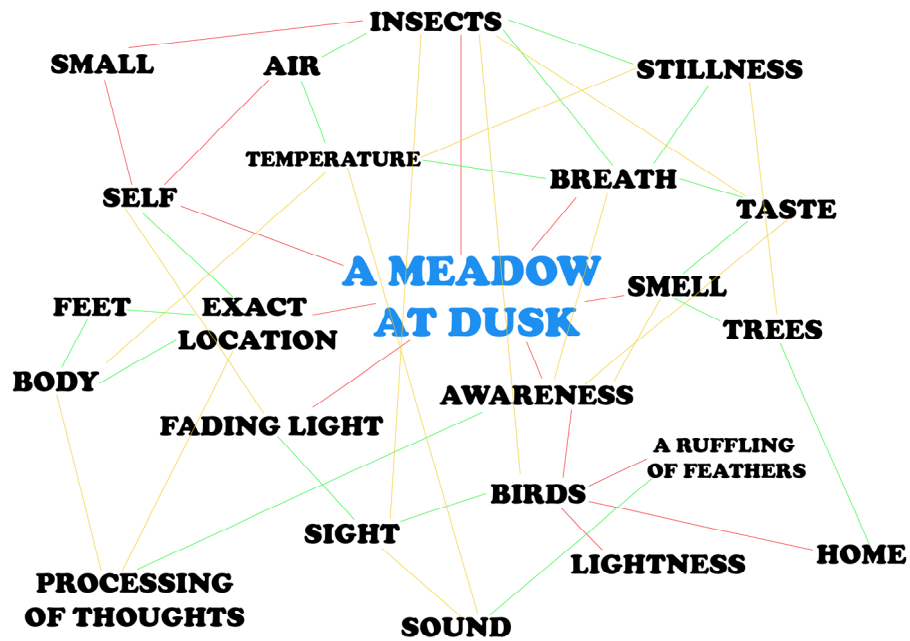 INSECTS
SMALL
AIR
STILLNESS
TEMPERATURE
BREATH
SELF
TASTE
A MEADOW
AT DUSK
SMELL
FEET
EXACT
LOCATION
TREES
BODY
AWARENESS
FADING LIGHT
A RUFFLING
OF FEATHERS
BIRDS
SIGHT
LIGHTNESS
HOME
PROCESSING
OF THOUGHTS
SOUND